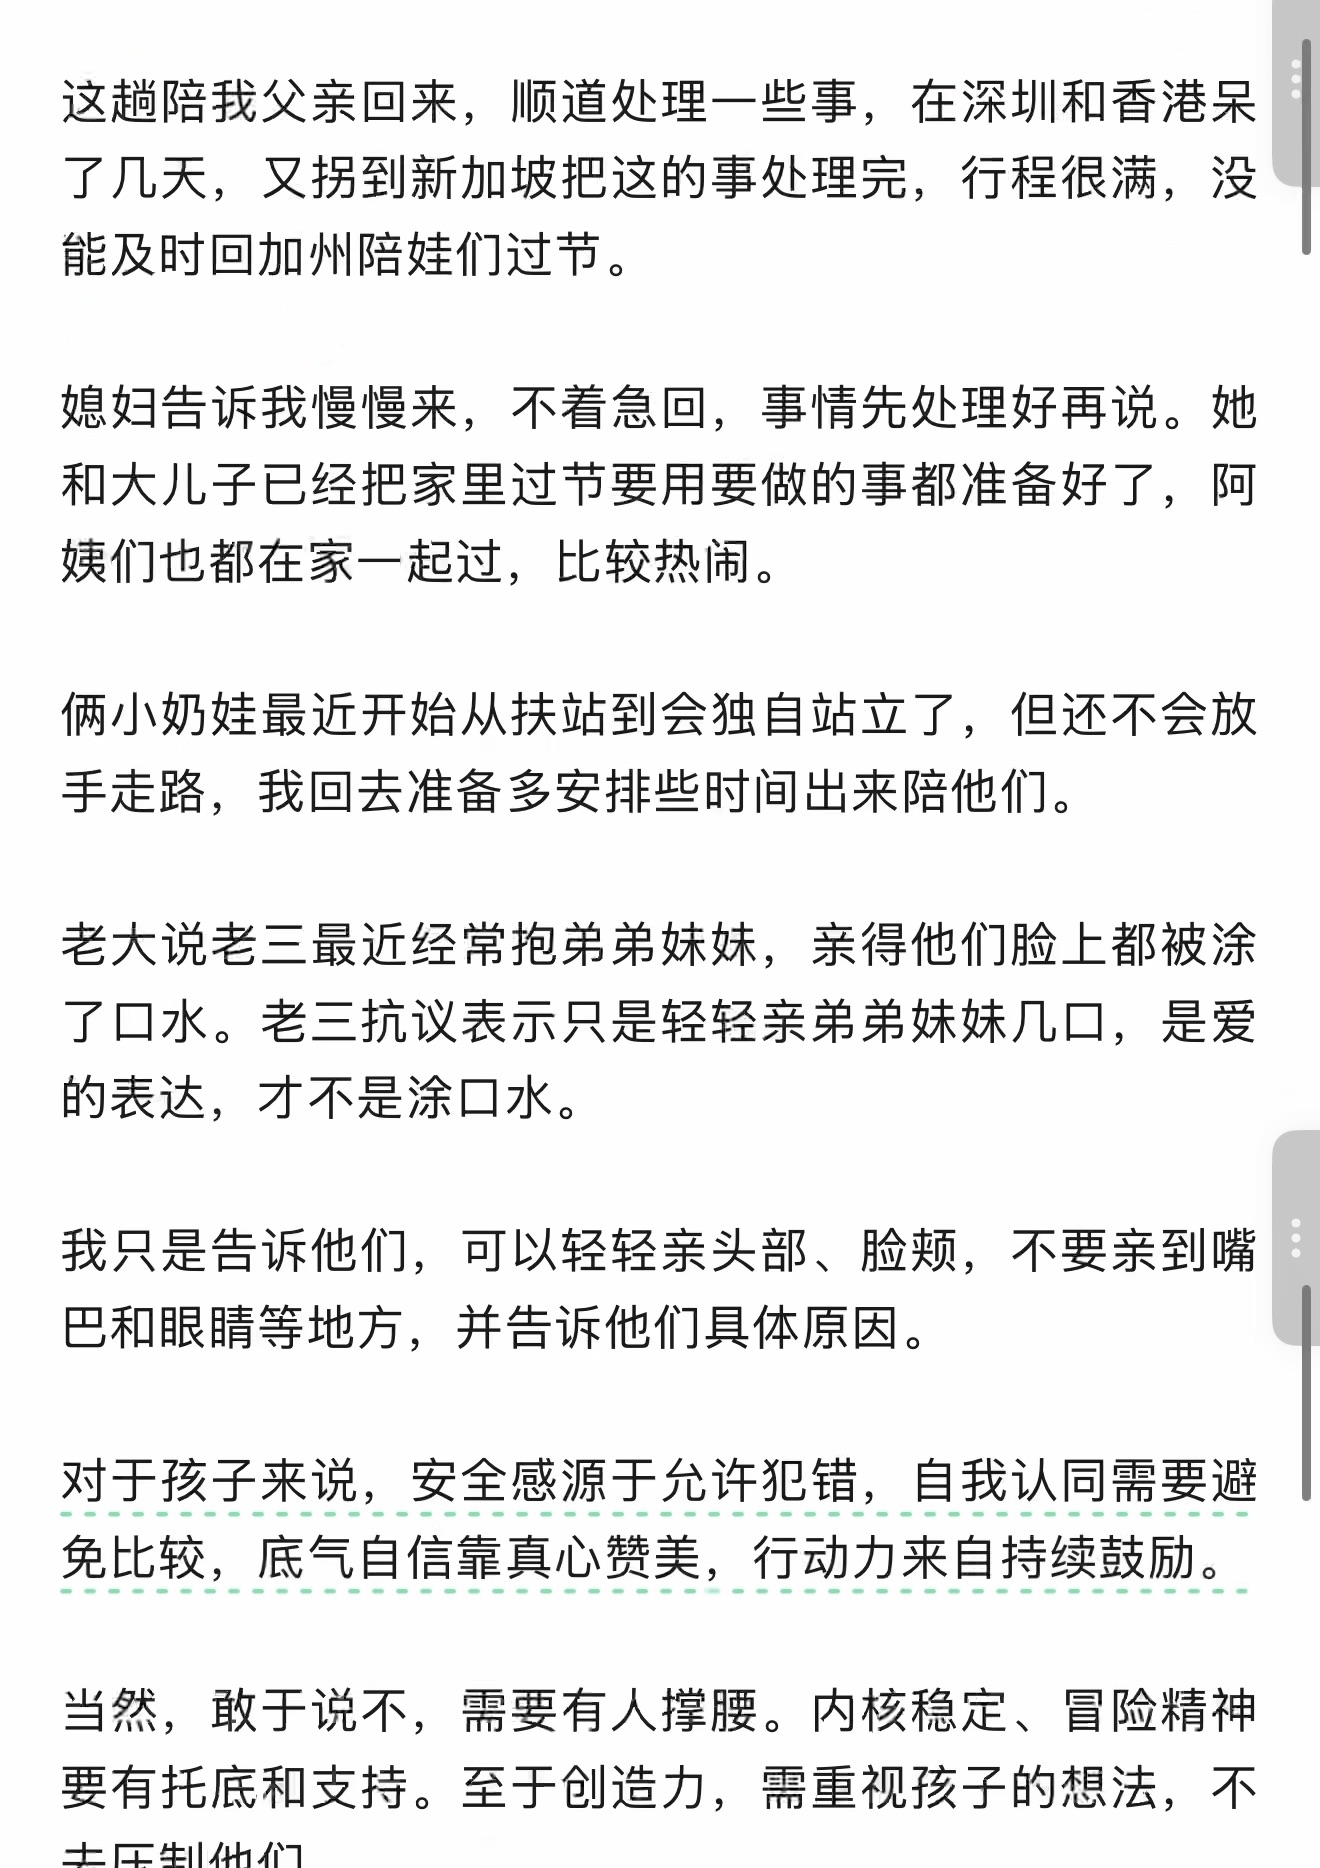 这趟陪我父亲回来，顺道处理一些事，在深圳和香港呆
了几天，又拐到新加坡把这的事处理完，行程很满，没
能及时回加州陪娃们过节。
媳妇告诉我慢慢来，不着急回，事情先处理好再说。她
和大儿子已经把家里过节要用要做的事都准备好了，阿
姨们也都在家一起过，比较热闹。
俩小奶娃最近开始从扶站到会独自站立了，但还不会放
手走路，我回去准备多安排些时间出来陪他们。
老大说老三最近经常抱弟弟妹妹，亲得他们脸上都被涂
了口水。老三抗议表示只是轻轻亲弟弟妹妹几口，是爱
的表达，才不是涂口水。
我只是告诉他们，可以轻轻亲头部、脸颊，不要亲到嘴
巴和眼睛等地方，并告诉他们具体原因。
对于孩子来说，安全感源于允许犯错，自我认同需要避
免比较，底气自信靠真心赞美，行动力来自持续鼓励。
当然，敢于说不，需要有人撑腰。内核稳定、冒险精神
要有托底和支持。至于创造力，需重视孩子的想法，不
去压制他们